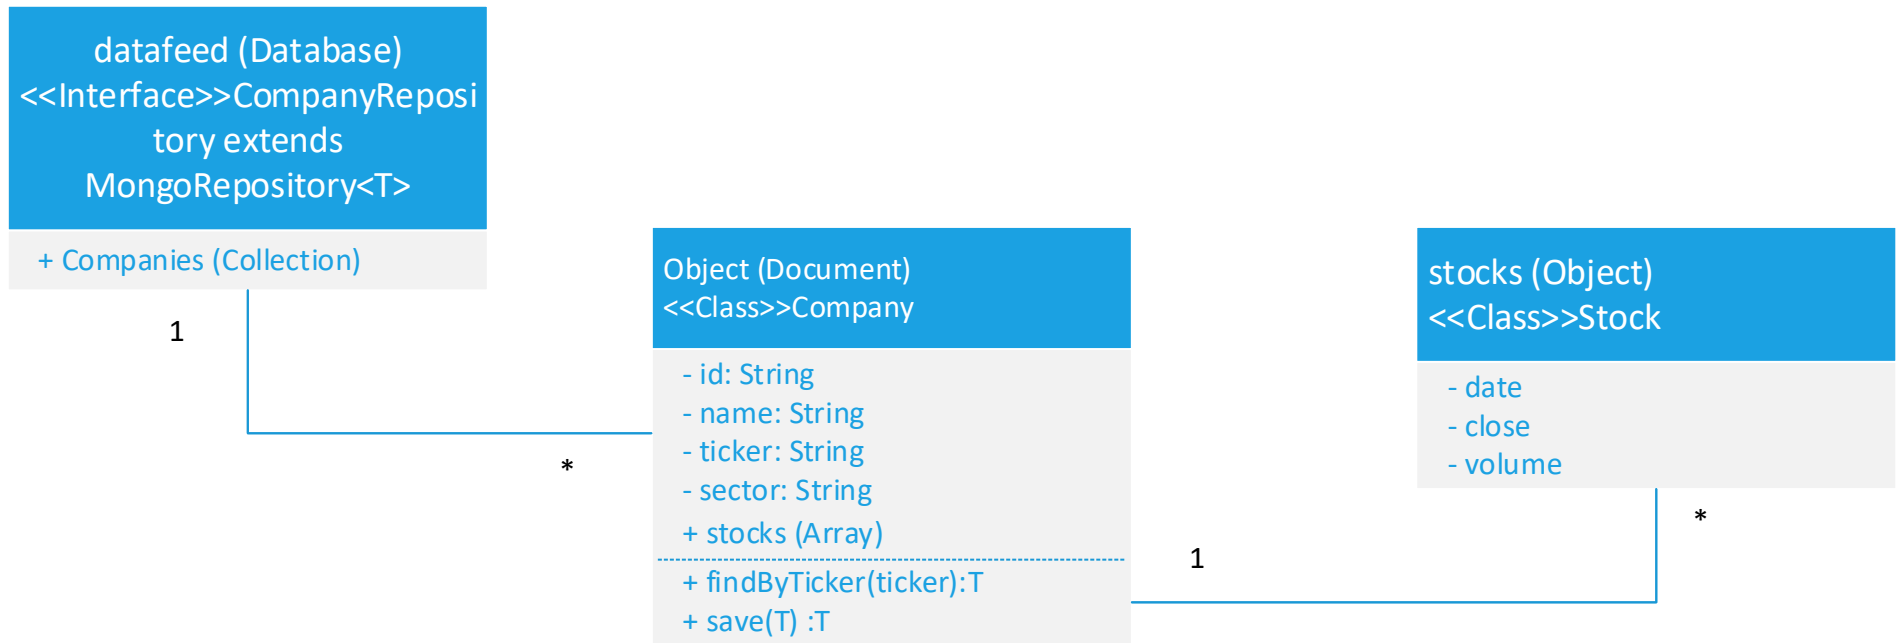 datafeed (Database)
<<Interface>>CompanyReposi
tory extends
MongoRepository<T>
+ Companies (Collection)
1
*
Object (Document)
<<Class>>Company
- id: String
- name: String
- ticker: String
- sector: String
+ stocks (Array)
+ findByTicker(ticker):T
+ save(T) :T
1
*
stocks (Object)
<<Class>>Stock
- date
- close
- volume